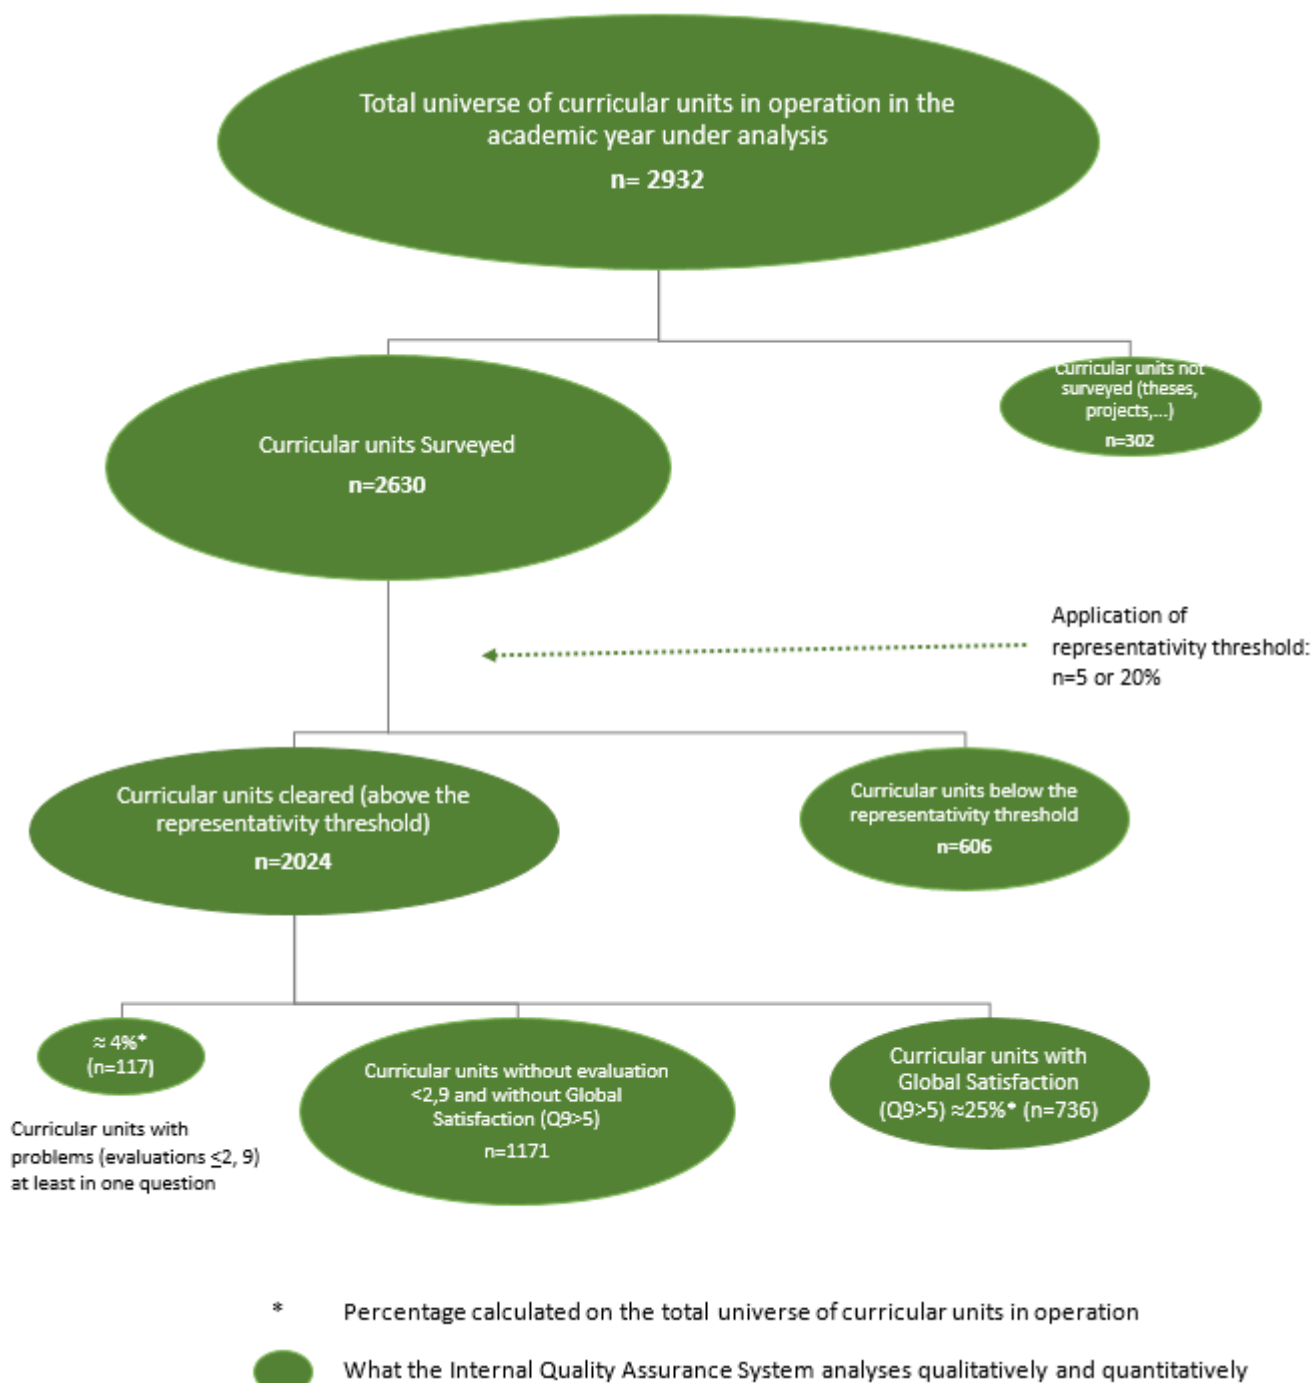 Total universe of curricular units in operation in the
academic year under analysis
n= 2932
Curricular units not
surveyed (theses,
projects,...)
n=302
Curricular units Surveyed
n=2630
Application of
representativity threshold:
n=5 or 20%
Curricular units cleared (above the
representativity threshold)
n=2024
Curricular units below the
representativity threshold
n=606
≈ 4%*
(n=117)
Curricular units with
problems (evaluations ≤2, 9)
at least in one question
Curricular units without evaluation
<2,9 and without Global
Satisfaction (Q9>5)
n=1171
Curricular units with
Global Satisfaction
(Q9>5) ≈25%* (n=736)
* Percentage calculated on the total universe of curricular units in operation
What the Internal Quality Assurance System analyses qualitatively and quantitatively